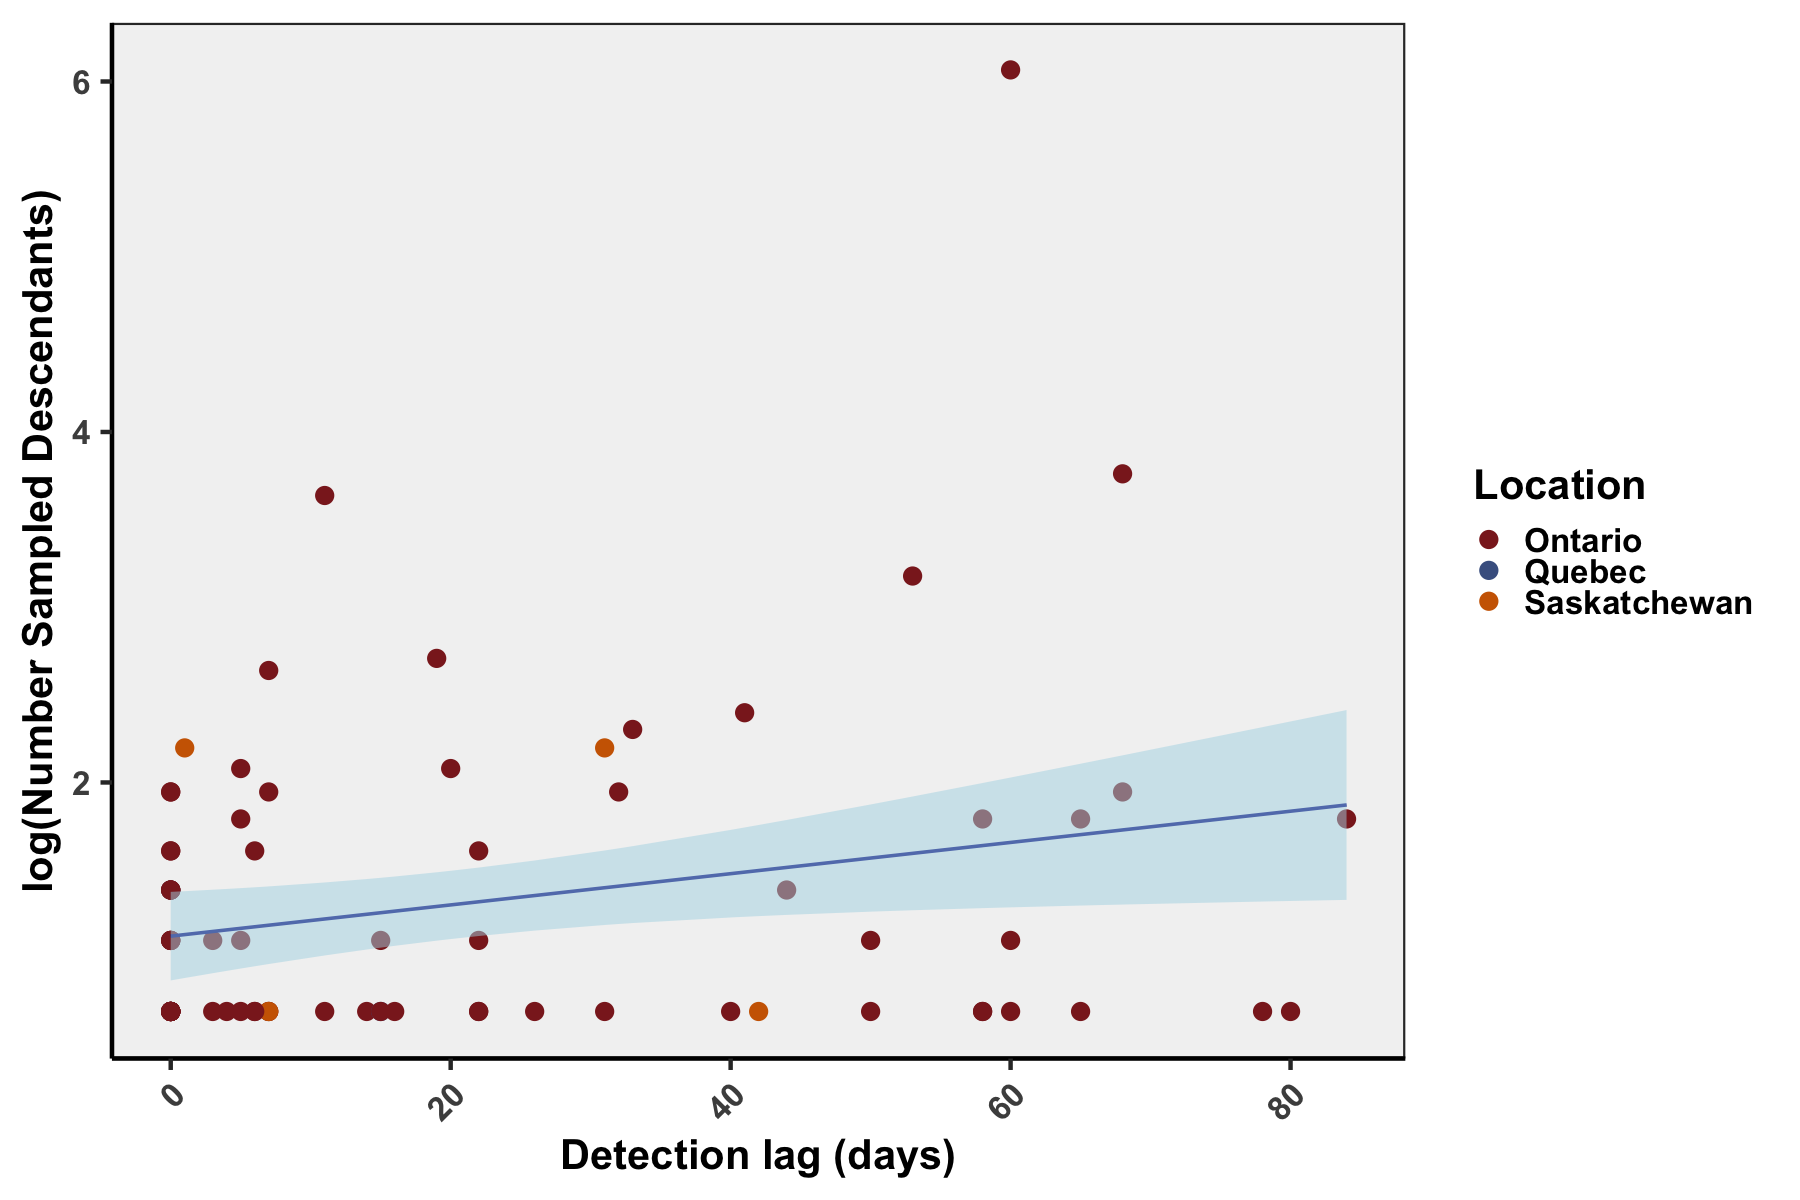 log(Number Sampled Descendants)
6
4
2
0
20
40
60
80
Detection lag (days)
Location
Ontario
Quebec
Saskatchewan